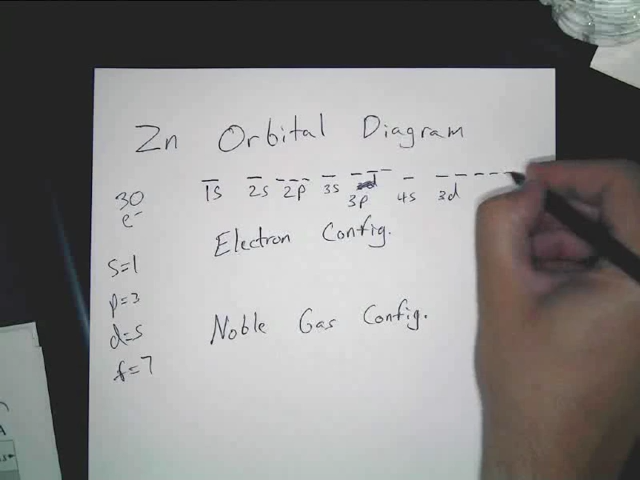 Zn Orbital Diagram
1s 2s 2p 3s 3p 4s 3d
30
e-
Electron Config.
s=1
p=3
d=5
f=7
Noble Gas Config.
A